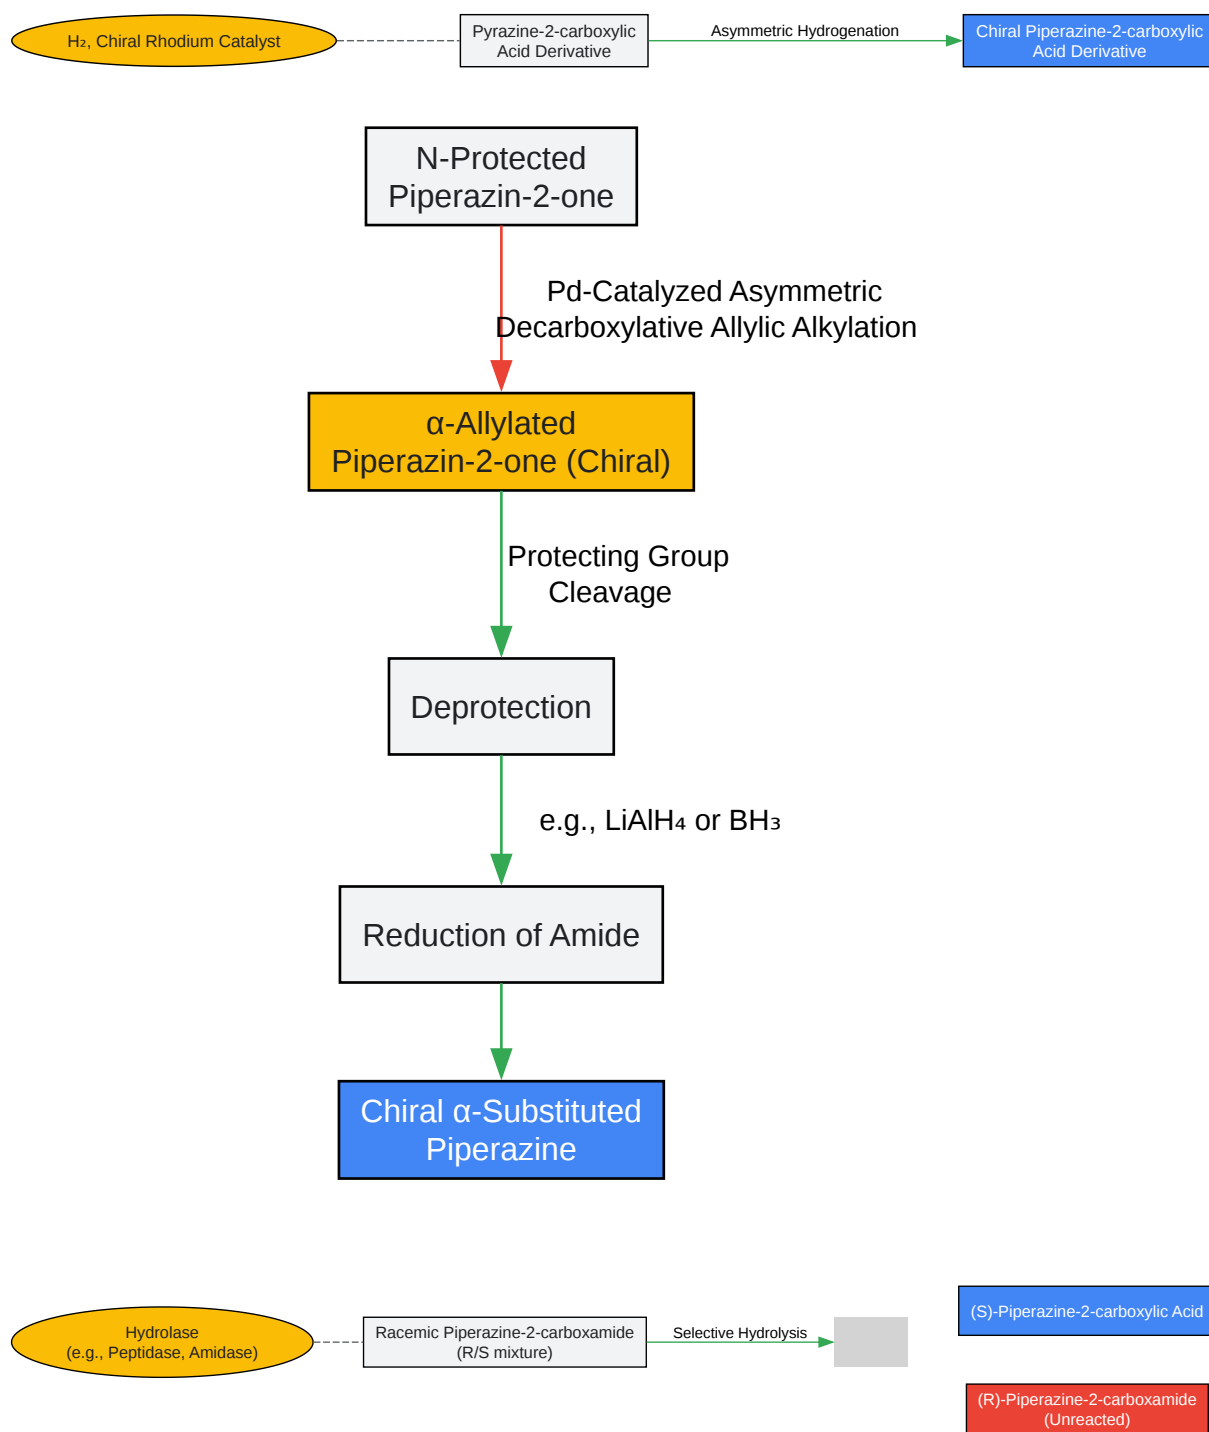 H₂, Chiral Rhodium Catalyst
Pyrazine-2-carboxylic
Acid Derivative
Asymmetric Hydrogenation
Chiral Piperazine-2-carboxylic
Acid Derivative
N-Protected
Piperazin-2-one
Pd-Catalyzed Asymmetric
Decarboxylative Allylic Alkylation
α-Allylated
Piperazin-2-one (Chiral)
Protecting Group
Cleavage
Deprotection
e.g., LiAlH₄ or BH₃
Reduction of Amide
Chiral α-Substituted
Piperazine
Hydrolase
(e.g., Peptidase, Amidase)
Racemic Piperazine-2-carboxamide
(R/S mixture)
Selective Hydrolysis
(S)-Piperazine-2-carboxylic Acid
(R)-Piperazine-2-carboxamide
(Unreacted)